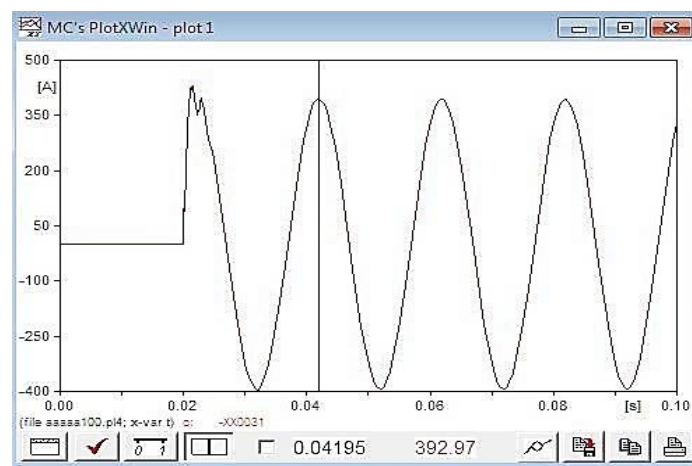 MC's PlotXWin - plot 1
500
[A]
350
200
50
-100
-250
-400
0.00 0.02 0.04 0.06 0.08 [s] 0.10
(file aaaaa100.pl4; x-var t) c: -XX0031
0 1 0.04195 392.97